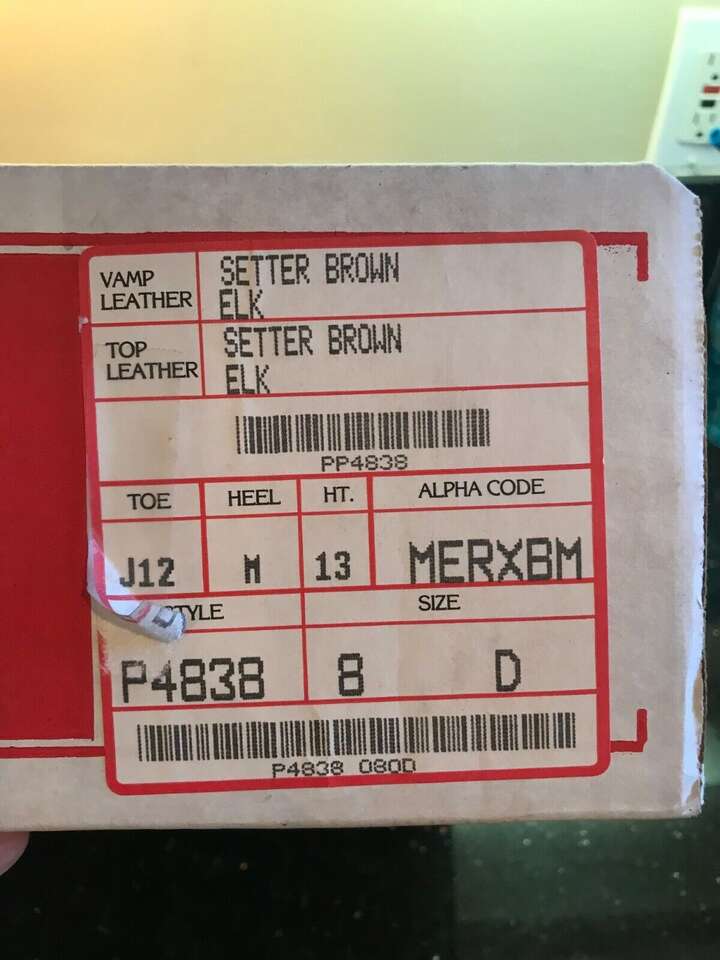 VAMP LEATHER
SETTER BROWN
ELK
TOP LEATHER
SETTER BROWN
ELK
PP4838
TOE HEEL HT. ALPHA CODE
J12 M 13 MERXBM
STYLE SIZE
P4838 8 D
P4838 080D